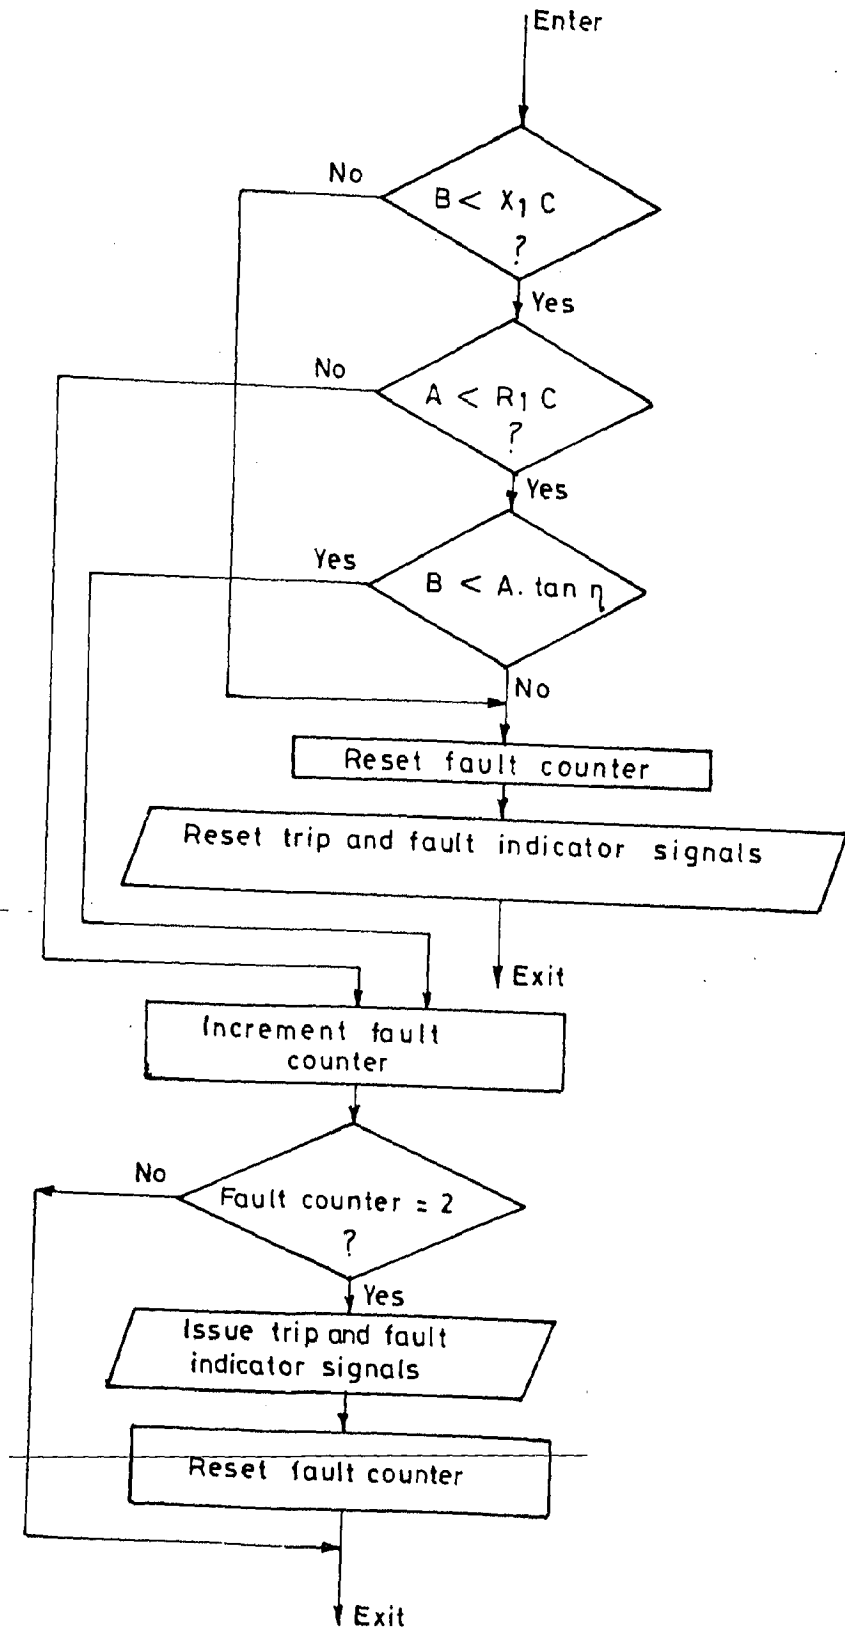 Enter
No
B < X1 C
?
Yes
No
A < R1 C
?
Yes
Yes
B < A. tan η
No
Reset fault counter
Reset trip and fault indicator signals
Exit
Increment fault
counter
No
Fault counter = 2
?
Yes
Issue trip and fault
indicator signals
Reset fault counter
Exit